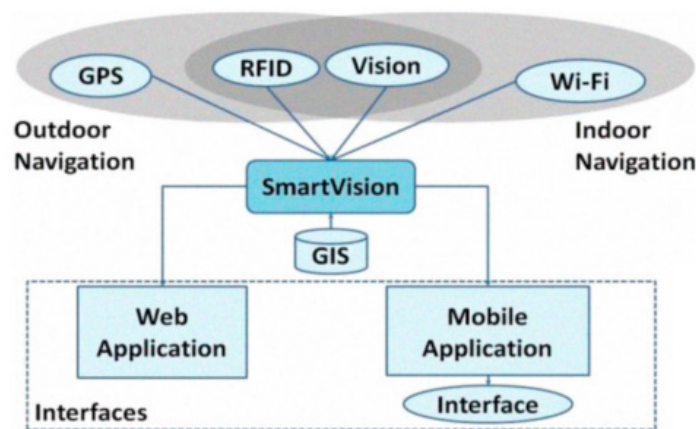 GPS
RFID
Vision
Wi-Fi
Outdoor
Navigation
Indoor
Navigation
SmartVision
GIS
Web
Application
Mobile
Application
Interface
Interfaces